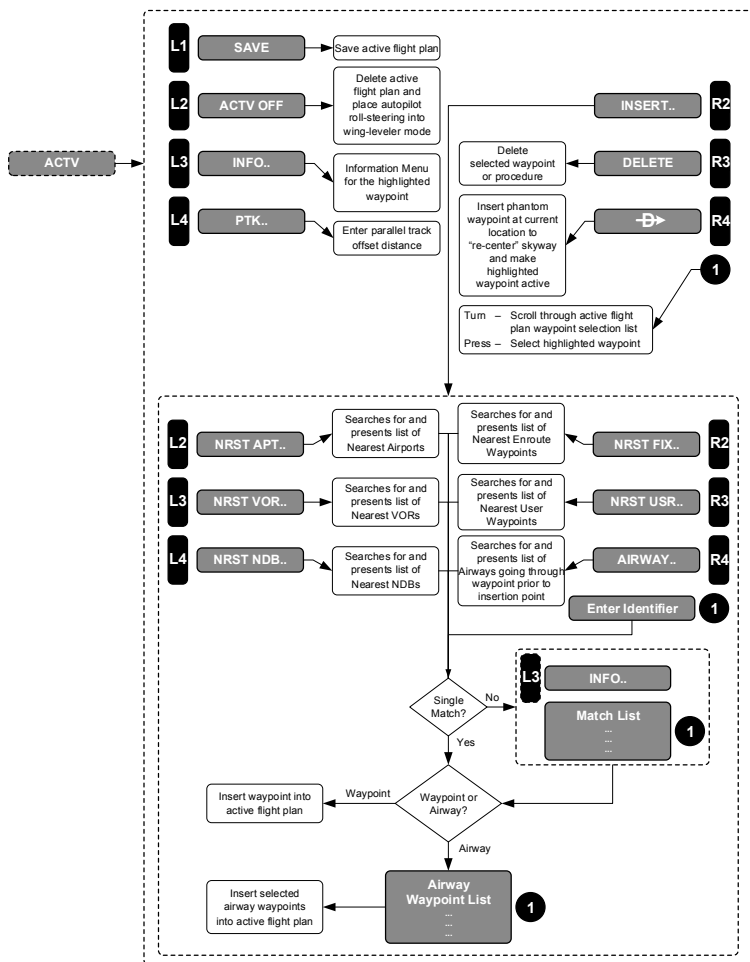 ACTV
L1
SAVE
Save active flight plan
L2
ACTV OFF
Delete active
flight plan and
place autopilot
roll-steering into
wing-leveler mode
L3
INFO..
Information Menu
for the highlighted
waypoint
L4
PTK..
Enter parallel track
offset distance
INSERT..
R2
Delete
selected waypoint
or procedure
DELETE
R3
Insert phantom
waypoint at current
location to
“re-center” skyway
and make
highlighted
waypoint active
D
R4
1
Turn – Scroll through active flight
plan waypoint selection list
Press – Select highlighted waypoint
L2
NRST APT..
Searches for and
presents list of
Nearest Airports
Searches for and
presents list of
Nearest Enroute
Waypoints
NRST FIX..
R2
L3
NRST VOR..
Searches for and
presents list of
Nearest VORs
Searches for and
presents list of
Nearest User
Waypoints
NRST USR..
R3
L4
NRST NDB..
Searches for and
presents list of
Nearest NDBs
Searches for and
presents list of
Airways going through
waypoint prior to
insertion point
AIRWAY..
R4
Enter Identifier
1
Single
Match?
No
Yes
L3
INFO..
Match List
...
...
...
1
Waypoint or
Airway?
Waypoint
Insert waypoint into
active flight plan
Airway
Airway
Waypoint List
...
...
...
1
Insert selected
airway waypoints
into active flight plan